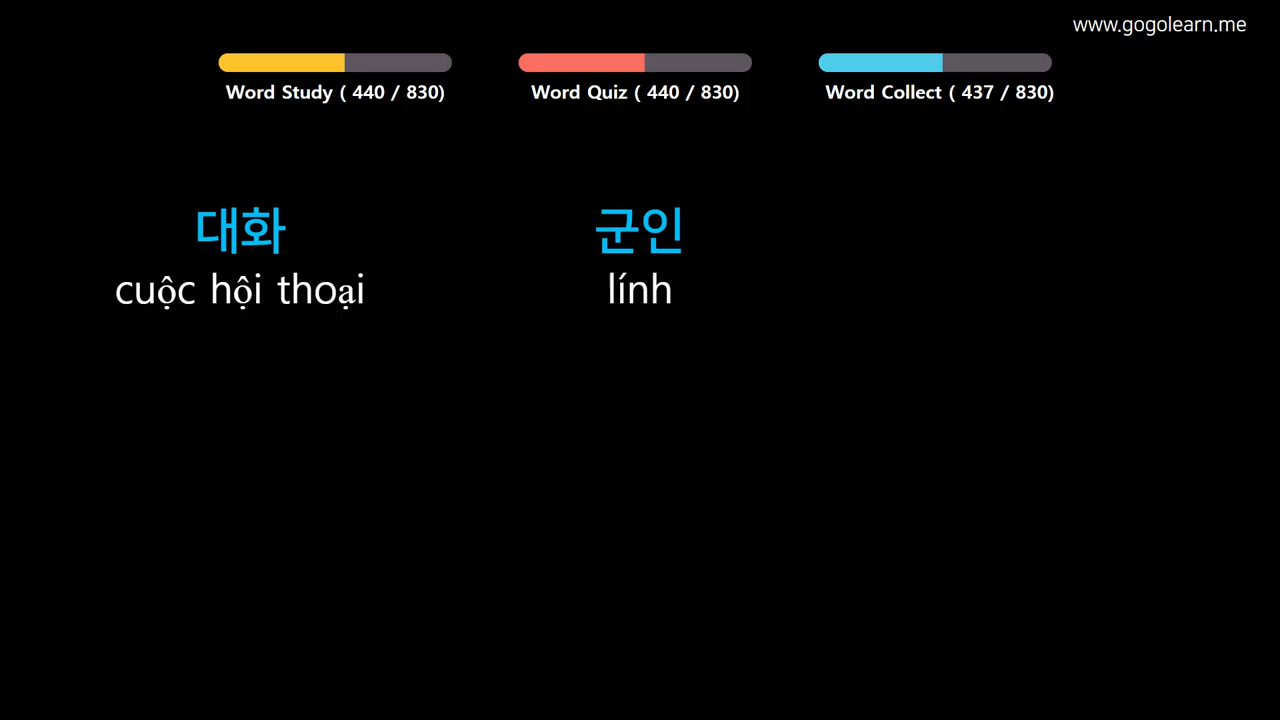 www.gogolearn.me
Word Study ( 440 / 830)
Word Quiz ( 440 / 830)
Word Collect ( 437 / 830)
대화
cuộc hội thoại
군인
lính